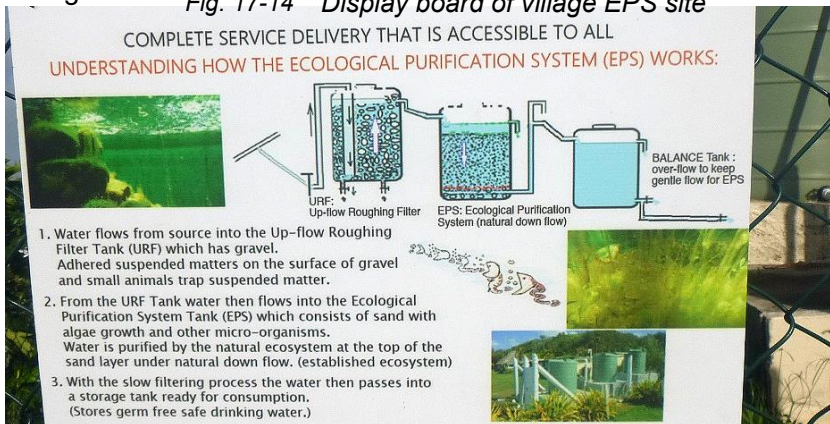 Fig. 17-14 Display board of village EPS site
COMPLETE SERVICE DELIVERY THAT IS ACCESSIBLE TO ALL
UNDERSTANDING HOW THE ECOLOGICAL PURIFICATION SYSTEM (EPS) WORKS:
URF:
Up-flow Roughing Filter
EPS: Ecological Purification
System (natural down flow)
BALANCE Tank :
over-flow to keep
gentle flow for EPS
1. Water flows from source into the Up-flow Roughing
Filter Tank (URF) which has gravel.
Adhered suspended matters on the surface of gravel
and small animals trap suspended matter.
2. From the URF Tank water then flows into the Ecological
Purification System Tank (EPS) which consists of sand with
algae growth and other micro-organisms.
Water is purified by the natural ecosystem at the top of the
sand layer under natural down flow. (established ecosystem)
3. With the slow filtering process the water then passes into
a storage tank ready for consumption.
(Stores germ free safe drinking water.)